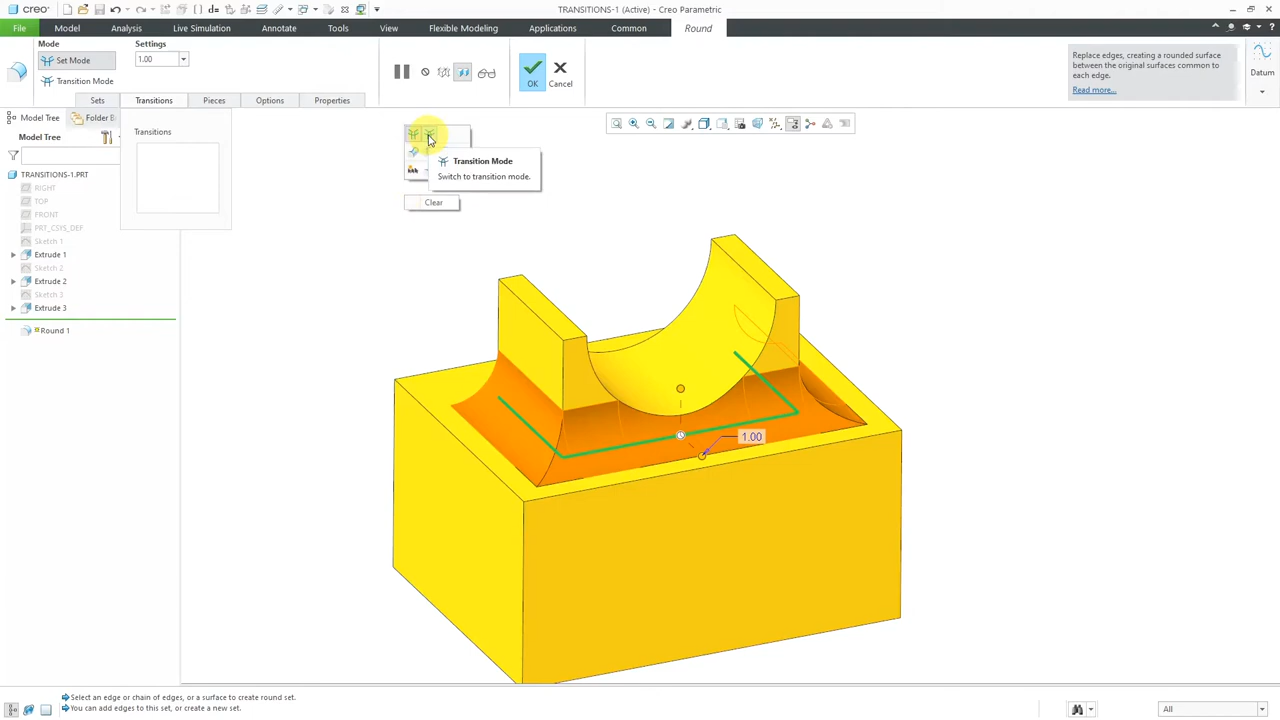 creo
TRANSITIONS-1 (Active) - Creo Parametric
File
Model
Analysis
Live Simulation
Annotate
Tools
View
Flexible Modeling
Applications
Common
Round
Mode
Set Mode
Transition Mode
Settings
1.00
OK
Cancel
Replace edges, creating a rounded surface
between the original surfaces common to
each edge.
Read more...
Datum
Sets
Transitions
Pieces
Options
Properties
Model Tree
Folder B
Model Tree
Transitions
TRANSITIONS-1.PRT
RIGHT
TOP
FRONT
PRT_CSYS_DEF
Sketch 1
Extrude 1
Sketch 2
Extrude 2
Sketch 3
Extrude 3
Round 1
Transition Mode
Switch to transition mode.
Clear
1.00
Select an edge or chain of edges, or a surface to create round set.
You can add edges to this set, or create a new set.
All